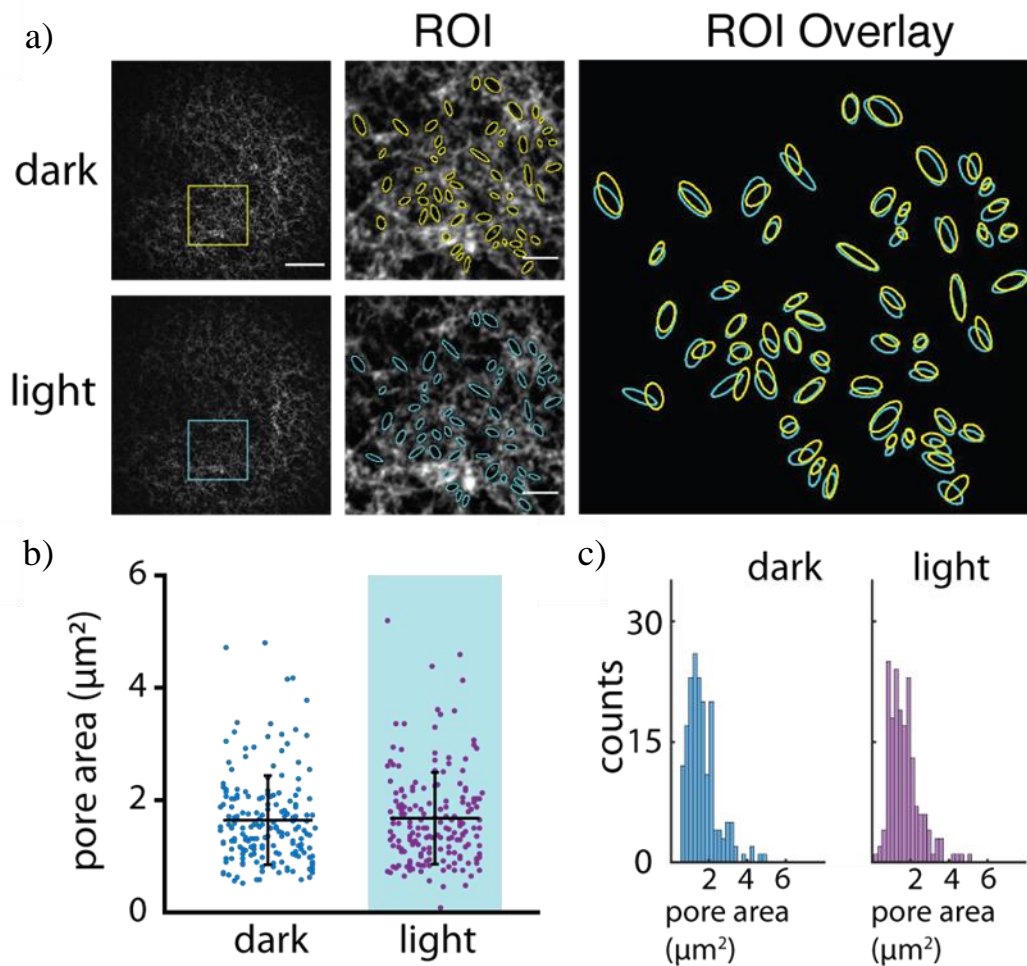 a)
ROI
ROI Overlay
dark
light
b)
pore area (µm²)
6
4
2
0
dark
light
c)
dark
light
counts
30
15
0
2 4 6
2 4 6
pore area
(µm²)
pore area
(µm²)